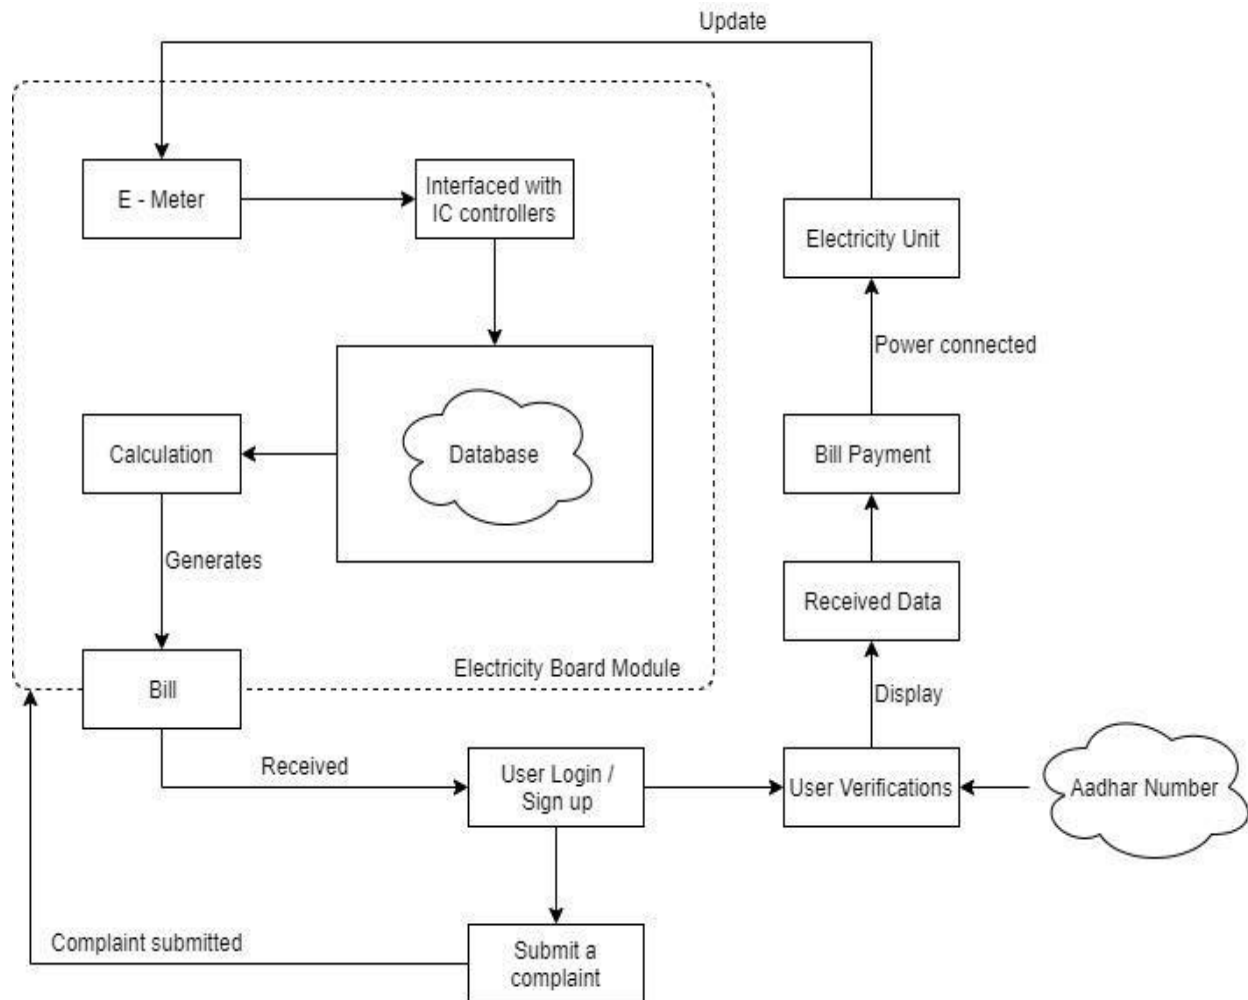 Update
E - Meter
Interfaced with
IC controllers
Electricity Unit
Power connected
Calculation
Database
Bill Payment
Generates
Received Data
Electricity Board Module
Bill
Display
Received
User Login /
Sign up
User Verifications
Aadhar Number
Complaint submitted
Submit a
complaint